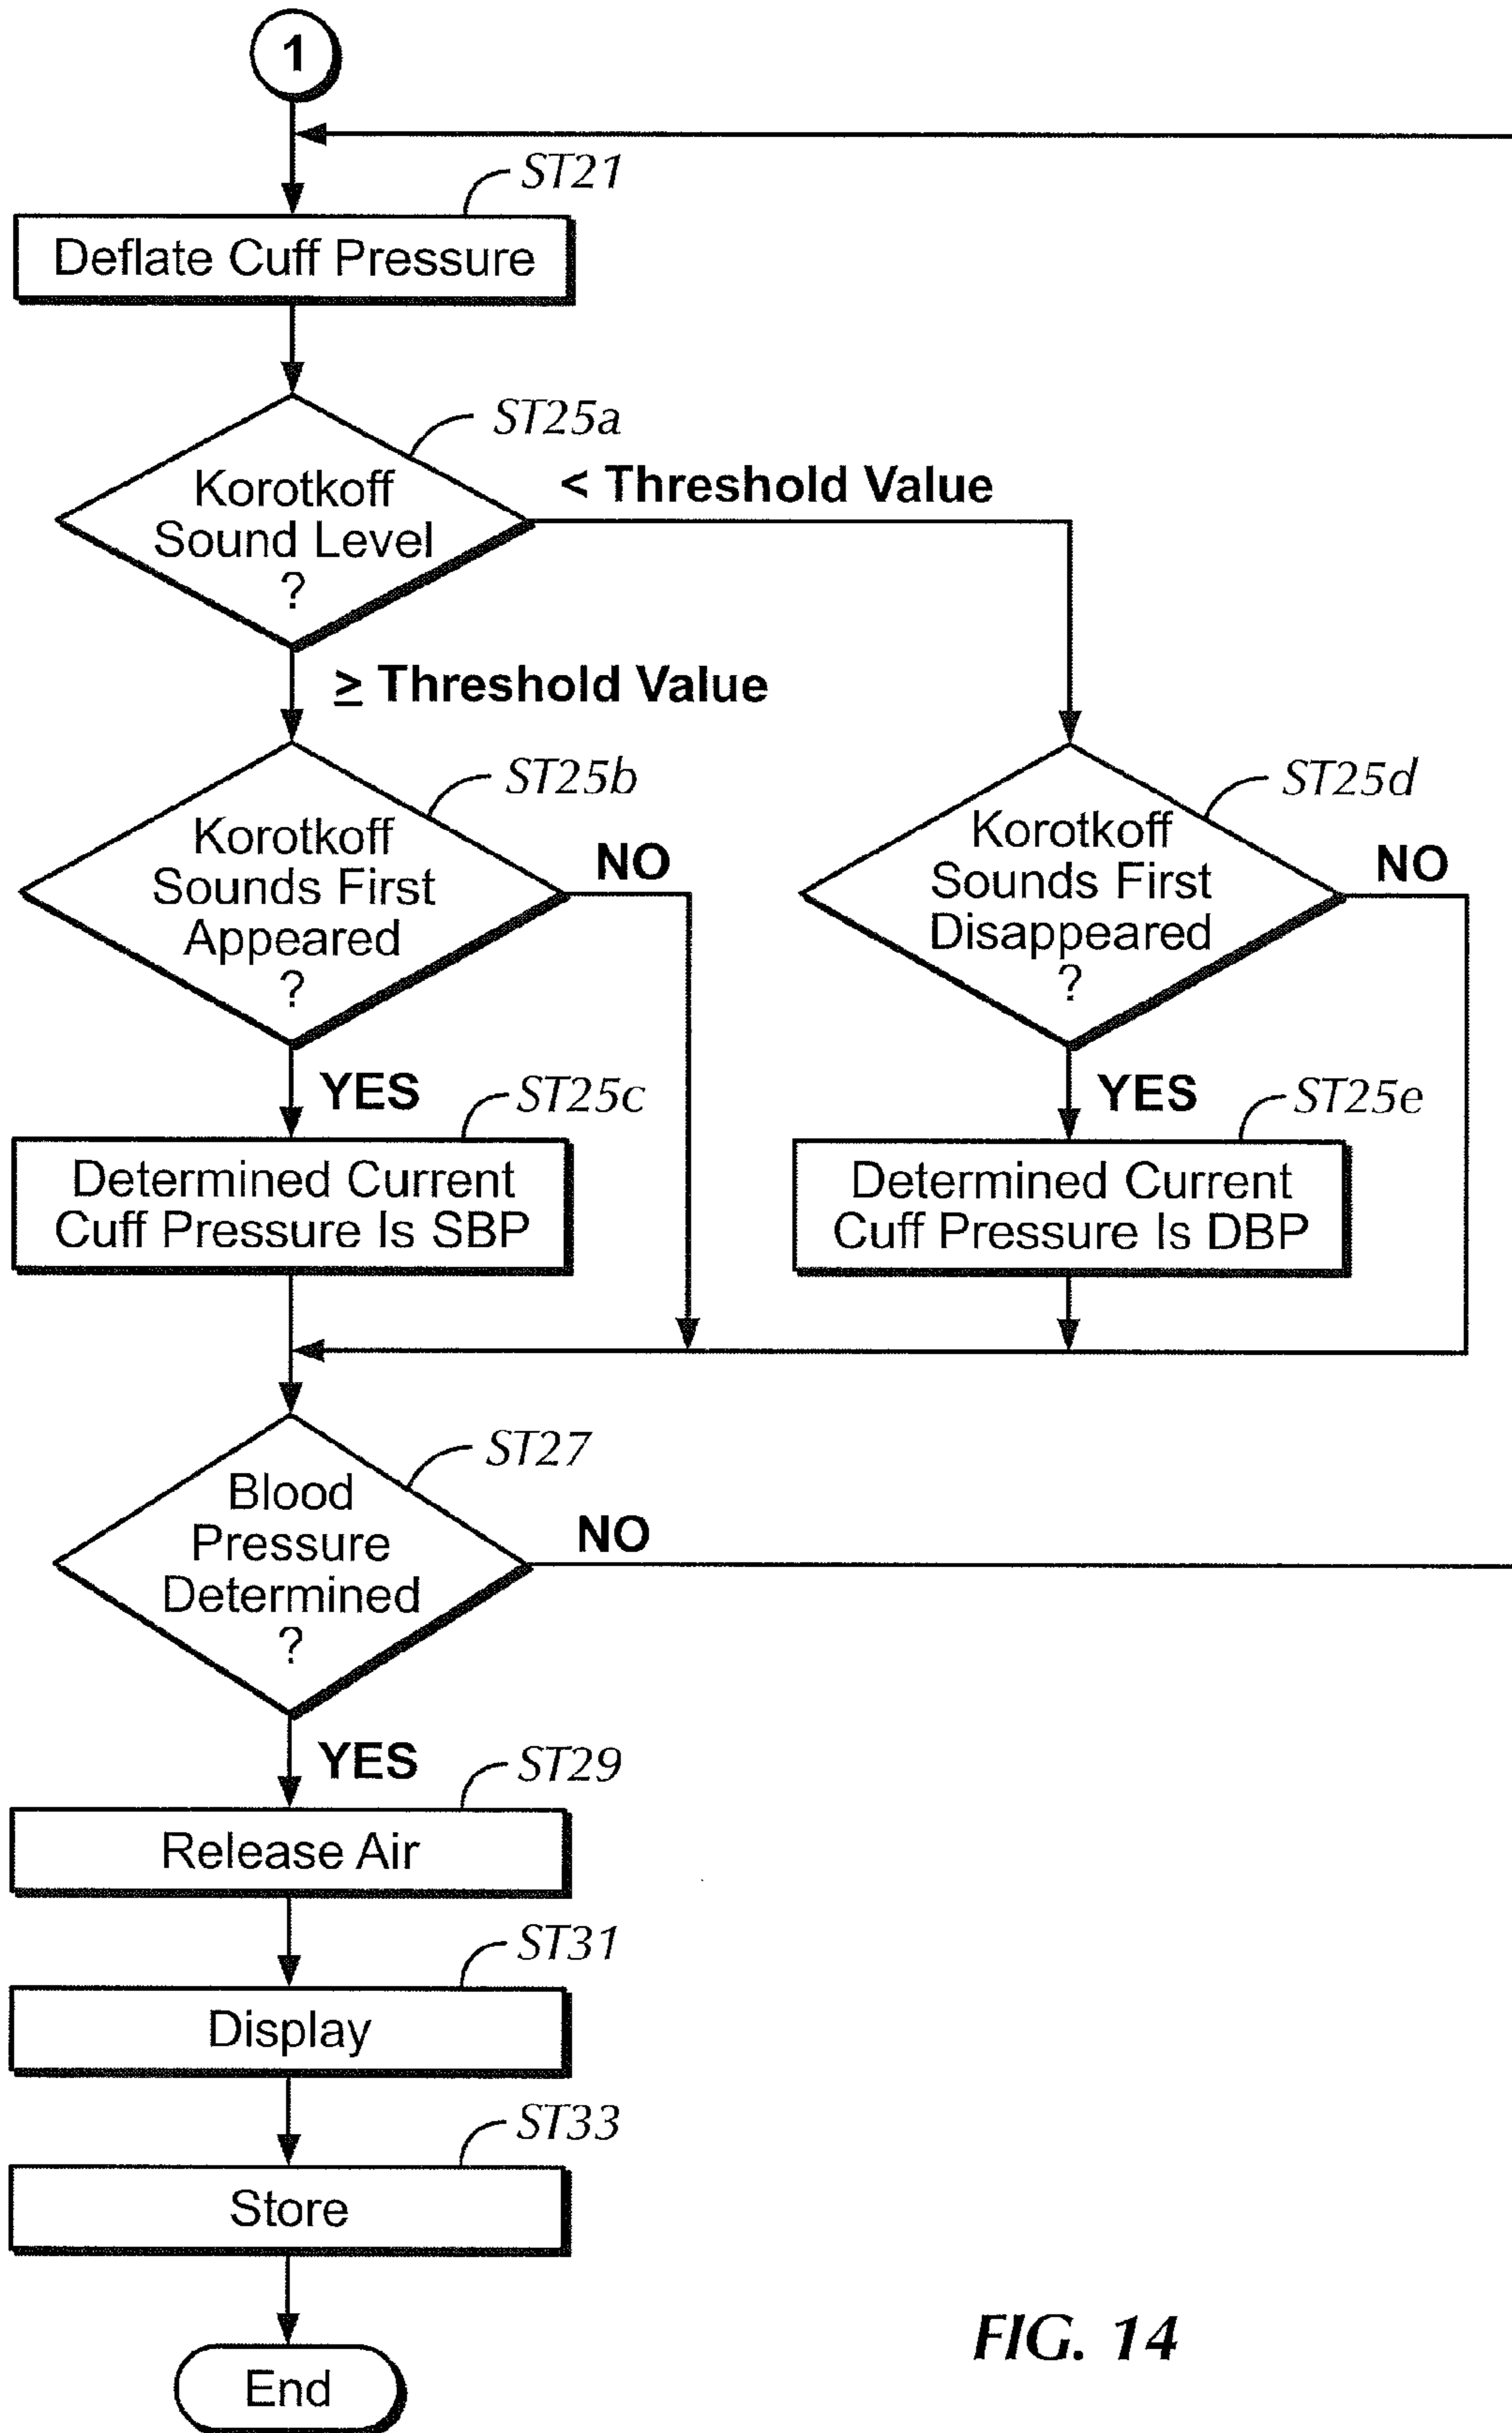 1
ST21
Deflate Cuff Pressure
ST25a
Korotkoff
Sound Level
?
< Threshold Value
≥ Threshold Value
ST25b
Korotkoff
Sounds First
Appeared
?
NO
YES
ST25c
Determined Current
Cuff Pressure Is SBP
ST25d
Korotkoff
Sounds First
Disappeared
?
NO
YES
ST25e
Determined Current
Cuff Pressure Is DBP
ST27
Blood
Pressure
Determined
?
NO
YES
ST29
Release Air
ST31
Display
ST33
Store
End
FIG. 14